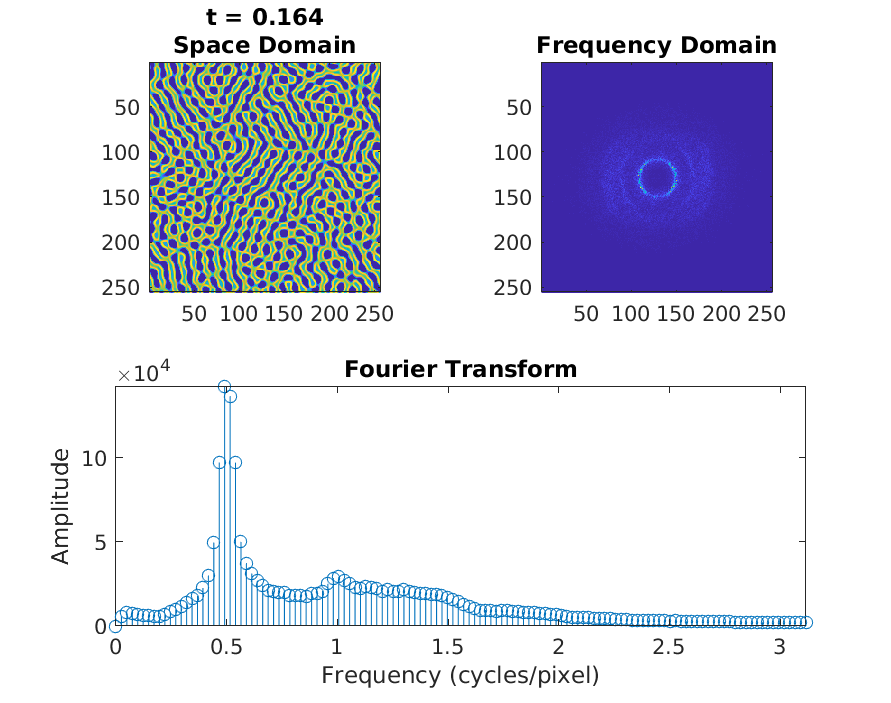 t = 0.164
Space Domain
Frequency Domain
50
100
150
200
250
50 100 150 200 250
50
100
150
200
250
50 100 150 200 250
Fourier Transform
×10⁴
Amplitude
10
5
0
0 0.5 1 1.5 2 2.5 3
Frequency (cycles/pixel)